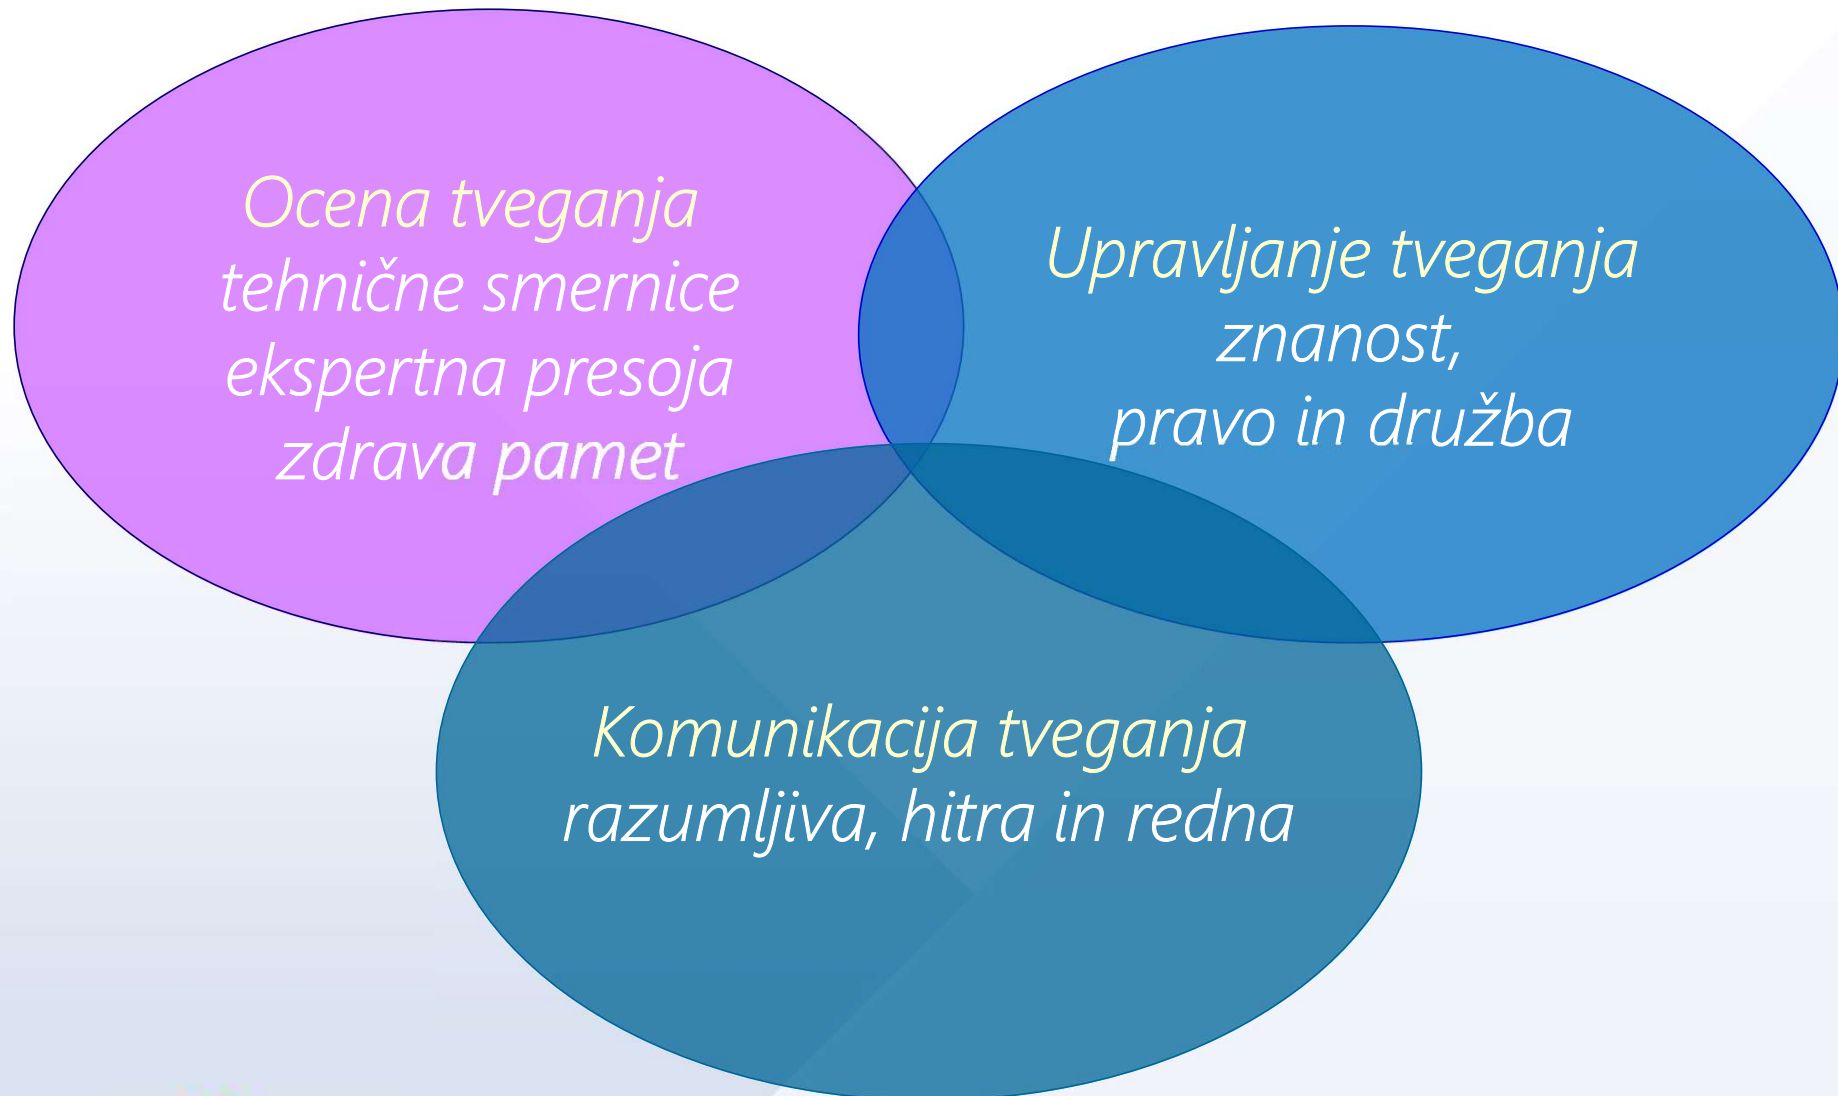 Ocena tveganja
tehnične smernice
ekspertna presoja
zdrava pamet
Upravljanje tveganja
znanost,
pravo in družba
Komunikacija tveganja
razumljiva, hitra in redna